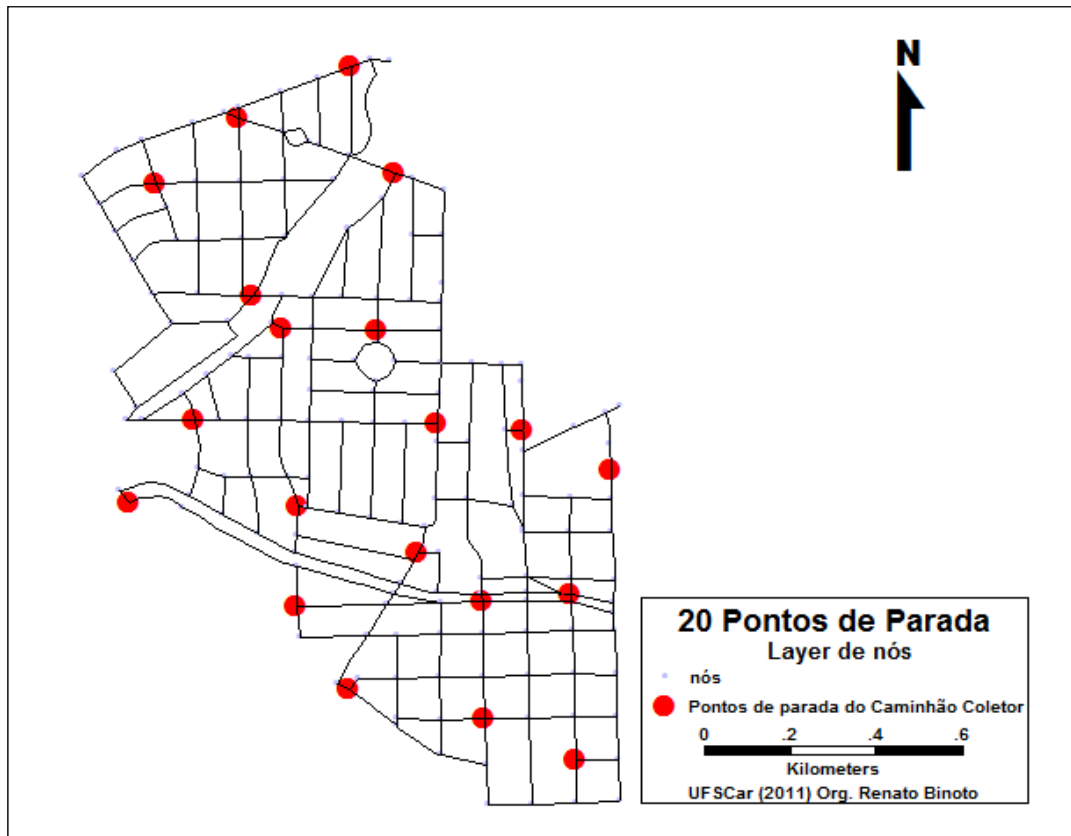 N
20 Pontos de Parada
Layer de nós
nós
Pontos de parada do Caminhão Coletor
0 .2 .4 .6
Kilometers
UFSCar (2011) Org. Renato Binoto